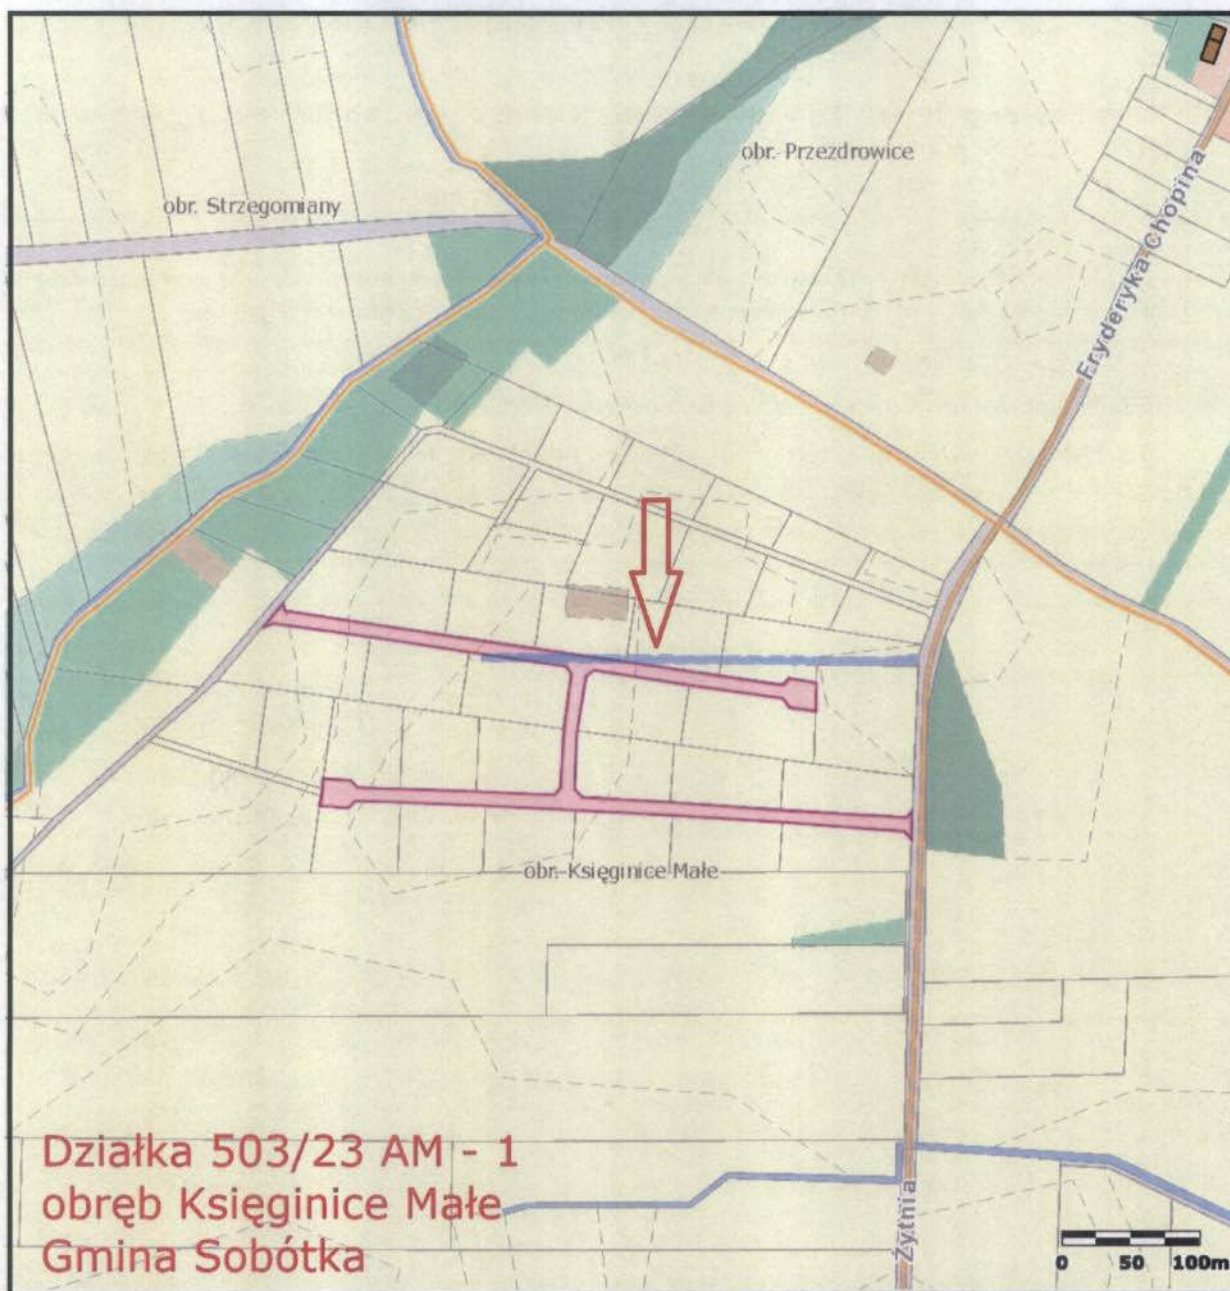 obr. Przezdrowice
obr. Strzegomiany
Fryderyka Chopina
obr. Księginice Małe
Działka 503/23 AM - 1
obręb Księginice Małe
Gmina Sobótka
Żytnia
0 50 100m